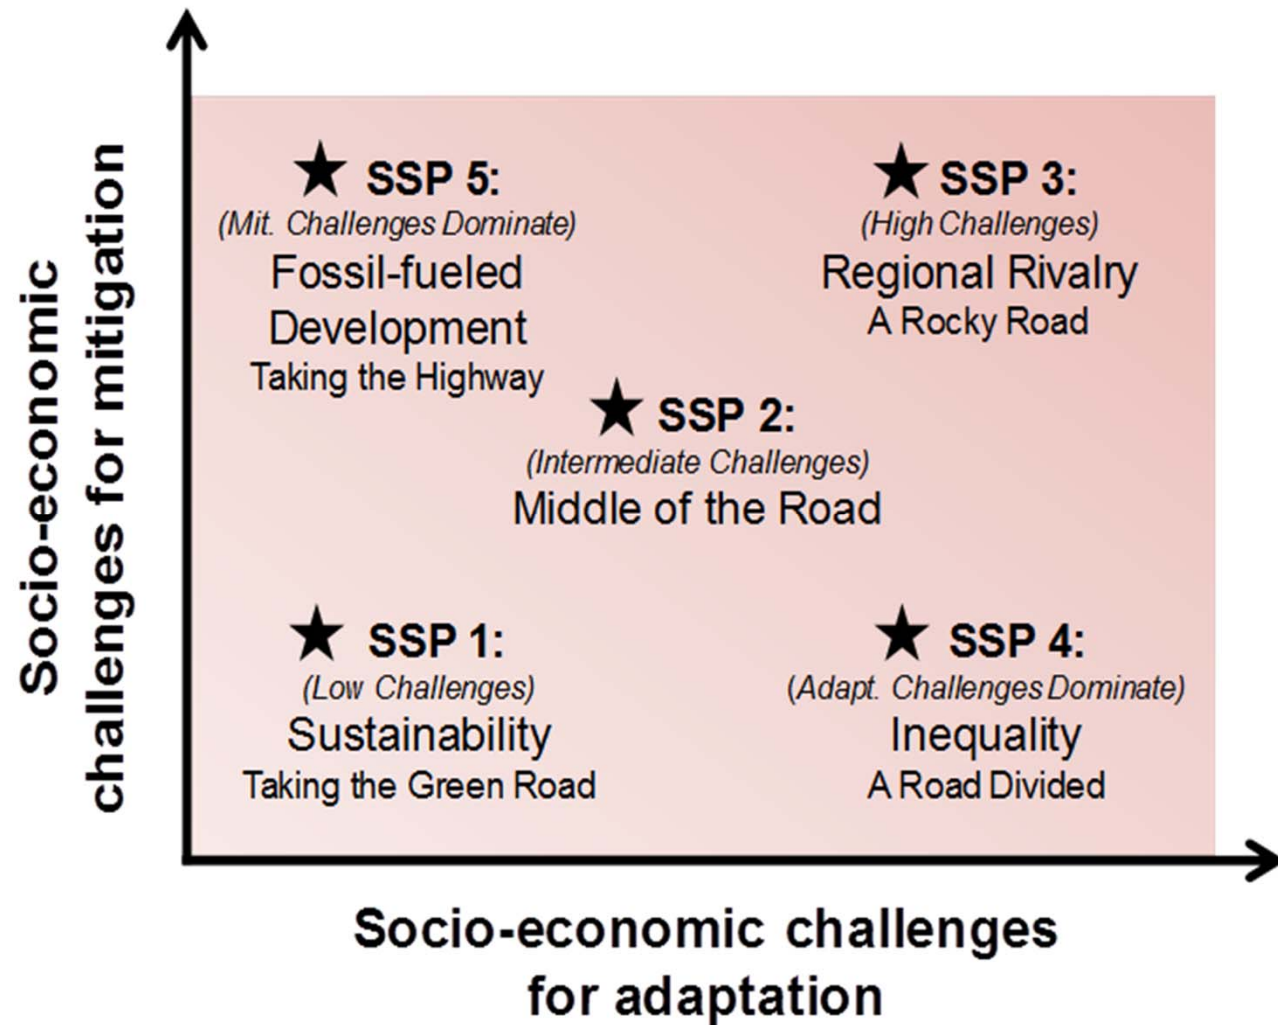 Socio-economic
challenges for mitigation
SSP 5:
(Mit. Challenges Dominate)
Fossil-fueled
Development
Taking the Highway
SSP 3:
(High Challenges)
Regional Rivalry
A Rocky Road
SSP 2:
(Intermediate Challenges)
Middle of the Road
SSP 1:
(Low Challenges)
Sustainability
Taking the Green Road
SSP 4:
(Adapt. Challenges Dominate)
Inequality
A Road Divided
Socio-economic challenges
for adaptation